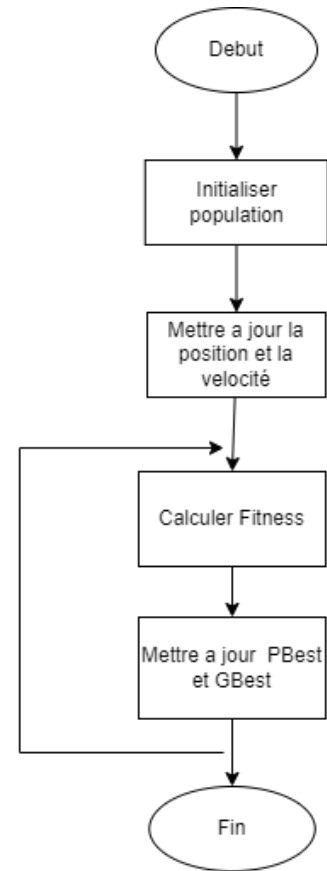 Debut
Initialiser
population
Mettre a jour la
position et la
velocité
Calculer Fitness
Mettre a jour PBest
et GBest
Fin